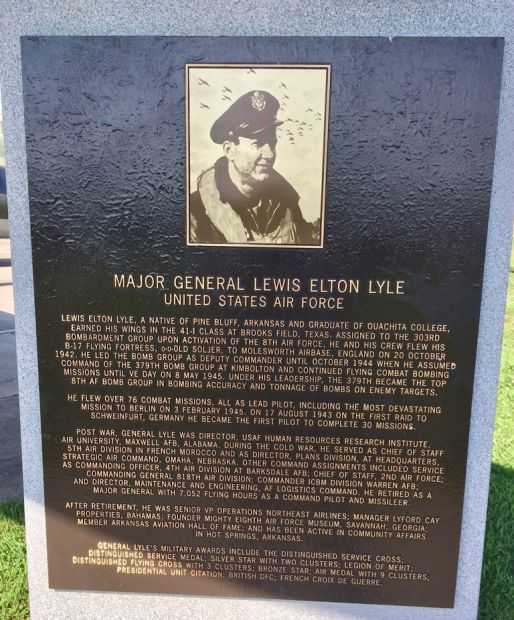 MAJOR GENERAL LEWIS ELTON LYLE
UNITED STATES AIR FORCE
LEWIS ELTON LYLE, A NATIVE OF PINE BLUFF, ARKANSAS AND GRADUATE OF OUACHITA COLLEGE,
EARNED HIS WINGS IN THE 41-I CLASS AT BROOKS FIELD, TEXAS. ASSIGNED TO THE 303RD
BOMBARDMENT GROUP UPON ACTIVATION OF THE 8TH AIR FORCE, HE AND HIS CREW FLEW HIS
B-17 FLYING FORTRESS, O-O-OLD SOLJER, TO MOLESWORTH AIRBASE, ENGLAND ON 20 OCTOBER
1942. HE LED THE BOMB GROUP AS DEPUTY COMMANDER UNTIL OCTOBER 1944 WHEN HE ASSUMED
COMMAND OF THE 379TH BOMB GROUP AT KIMBOLTON AND CONTINUED FLYING COMBAT BOMBING
MISSIONS UNTIL VE DAY ON 8 MAY 1945. UNDER HIS LEADERSHIP, THE 379TH BECAME THE TOP
8TH AF BOMB GROUP IN BOMBING ACCURACY AND TONNAGE OF BOMBS ON ENEMY TARGETS.
HE FLEW OVER 76 COMBAT MISSIONS, ALL AS LEAD PILOT, INCLUDING THE MOST DEVASTATING
MISSION TO BERLIN ON 3 FEBRUARY 1945. ON 17 AUGUST 1943 ON THE FIRST RAID TO
SCHWEINFURT, GERMANY HE BECAME THE FIRST PILOT TO COMPLETE 30 MISSIONS.
POST WAR, GENERAL LYLE WAS DIRECTOR, USAF HUMAN RESOURCES RESEARCH INSTITUTE,
AIR UNIVERSITY, MAXWELL AFB, ALABAMA. DURING THE COLD WAR, HE SERVED AS CHIEF OF STAFF
5TH AIR DIVISION IN FRENCH MOROCCO AND AS DIRECTOR, PLANS DIVISION, AT HEADQUARTERS,
STRATEGIC AIR COMMAND, OMAHA, NEBRASKA. OTHER COMMAND ASSIGNMENTS INCLUDED SERVICE
AS COMMANDING OFFICER, 4TH AIR DIVISION AT BARKSDALE AFB; CHIEF OF STAFF, 2ND AIR FORCE;
COMMANDING GENERAL 818TH AIR DIVISION; COMMANDER ICBM DIVISION WARREN AFB;
AND DIRECTOR, MAINTENANCE AND ENGINEERING, AF LOGISTICS COMMAND. HE RETIRED AS A
MAJOR GENERAL WITH 7,052 FLYING HOURS AS A COMMAND PILOT AND MISSILEER.
AFTER RETIREMENT, HE WAS SENIOR VP OPERATIONS NORTHEAST AIRLINES; MANAGER LYFORD CAY
PROPERTIES, BAHAMAS; FOUNDER MIGHTY EIGHTH AIR FORCE MUSEUM, SAVANNAH, GEORGIA;
MEMBER ARKANSAS AVIATION HALL OF FAME; AND HAS BEEN ACTIVE IN COMMUNITY AFFAIRS
IN HOT SPRINGS, ARKANSAS.
GENERAL LYLE'S MILITARY AWARDS INCLUDE THE DISTINGUISHED SERVICE CROSS;
DISTINGUISHED SERVICE MEDAL; SILVER STAR WITH TWO CLUSTERS; LEGION OF MERIT;
DISTINGUISHED FLYING CROSS WITH 3 CLUSTERS; BRONZE STAR; AIR MEDAL WITH 9 CLUSTERS,
PRESIDENTIAL UNIT CITATION; BRITISH DFC; FRENCH CROIX DE GUERRE.